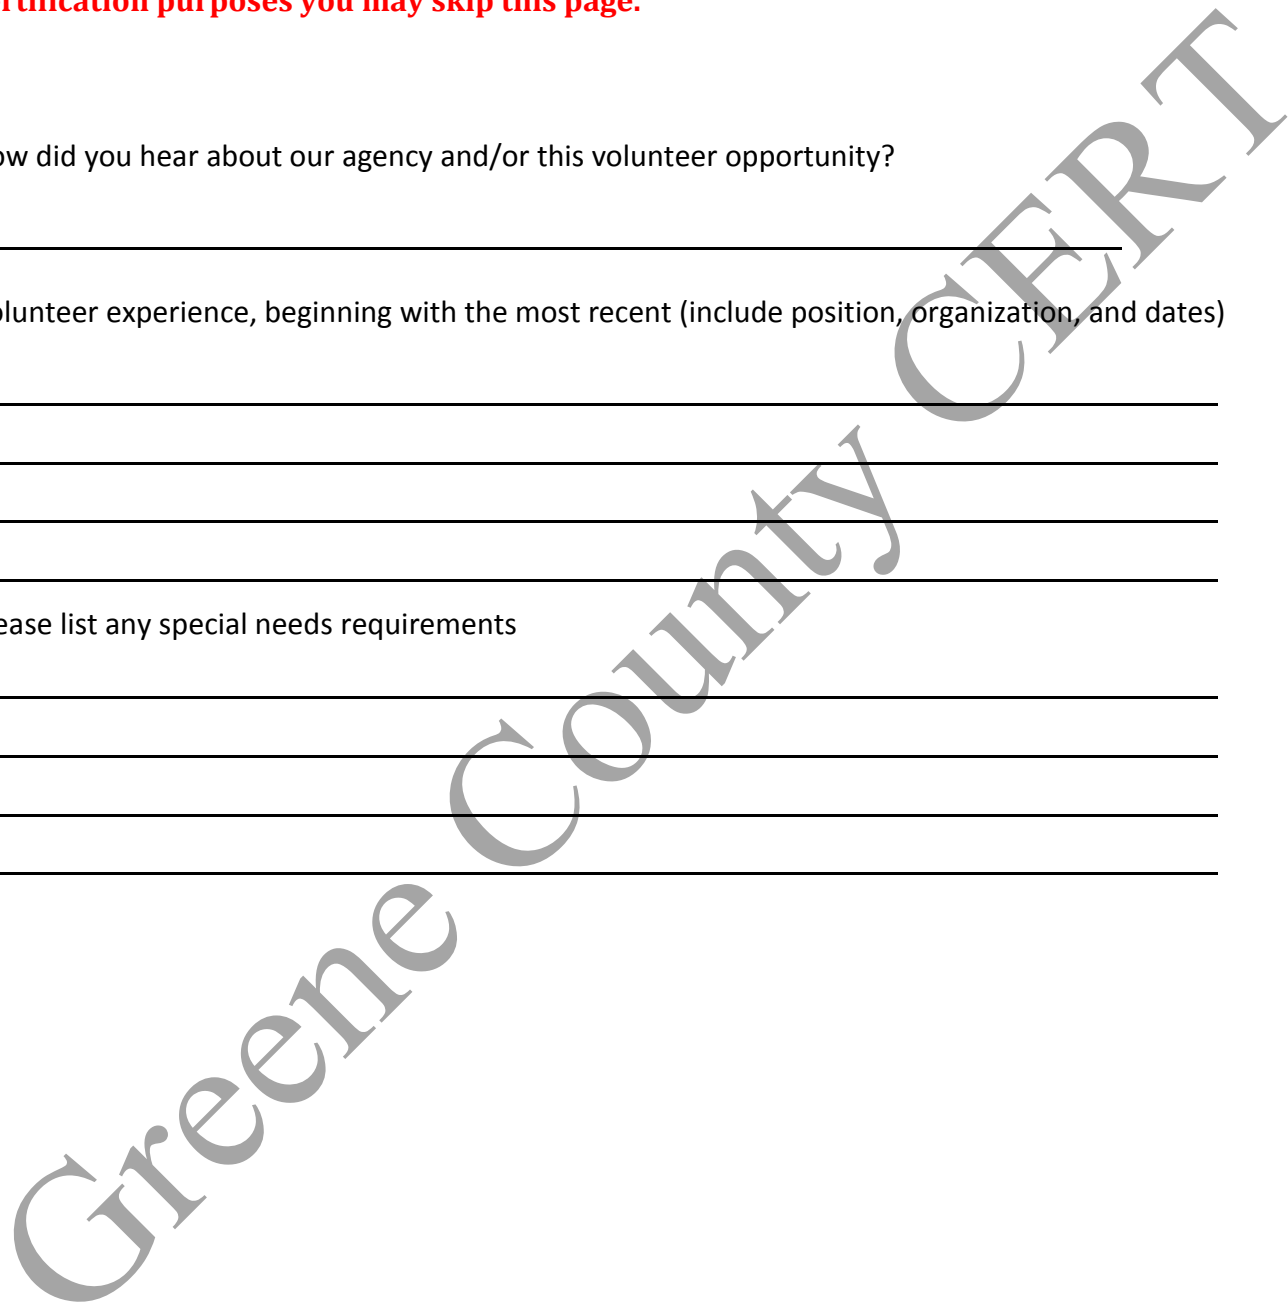 rtification purposes you may skip this page.
ow did you hear about our agency and/or this volunteer opportunity?
olunteer experience, beginning with the most recent (include position, organization, and dates)
ease list any special needs requirements
Greene County CERT